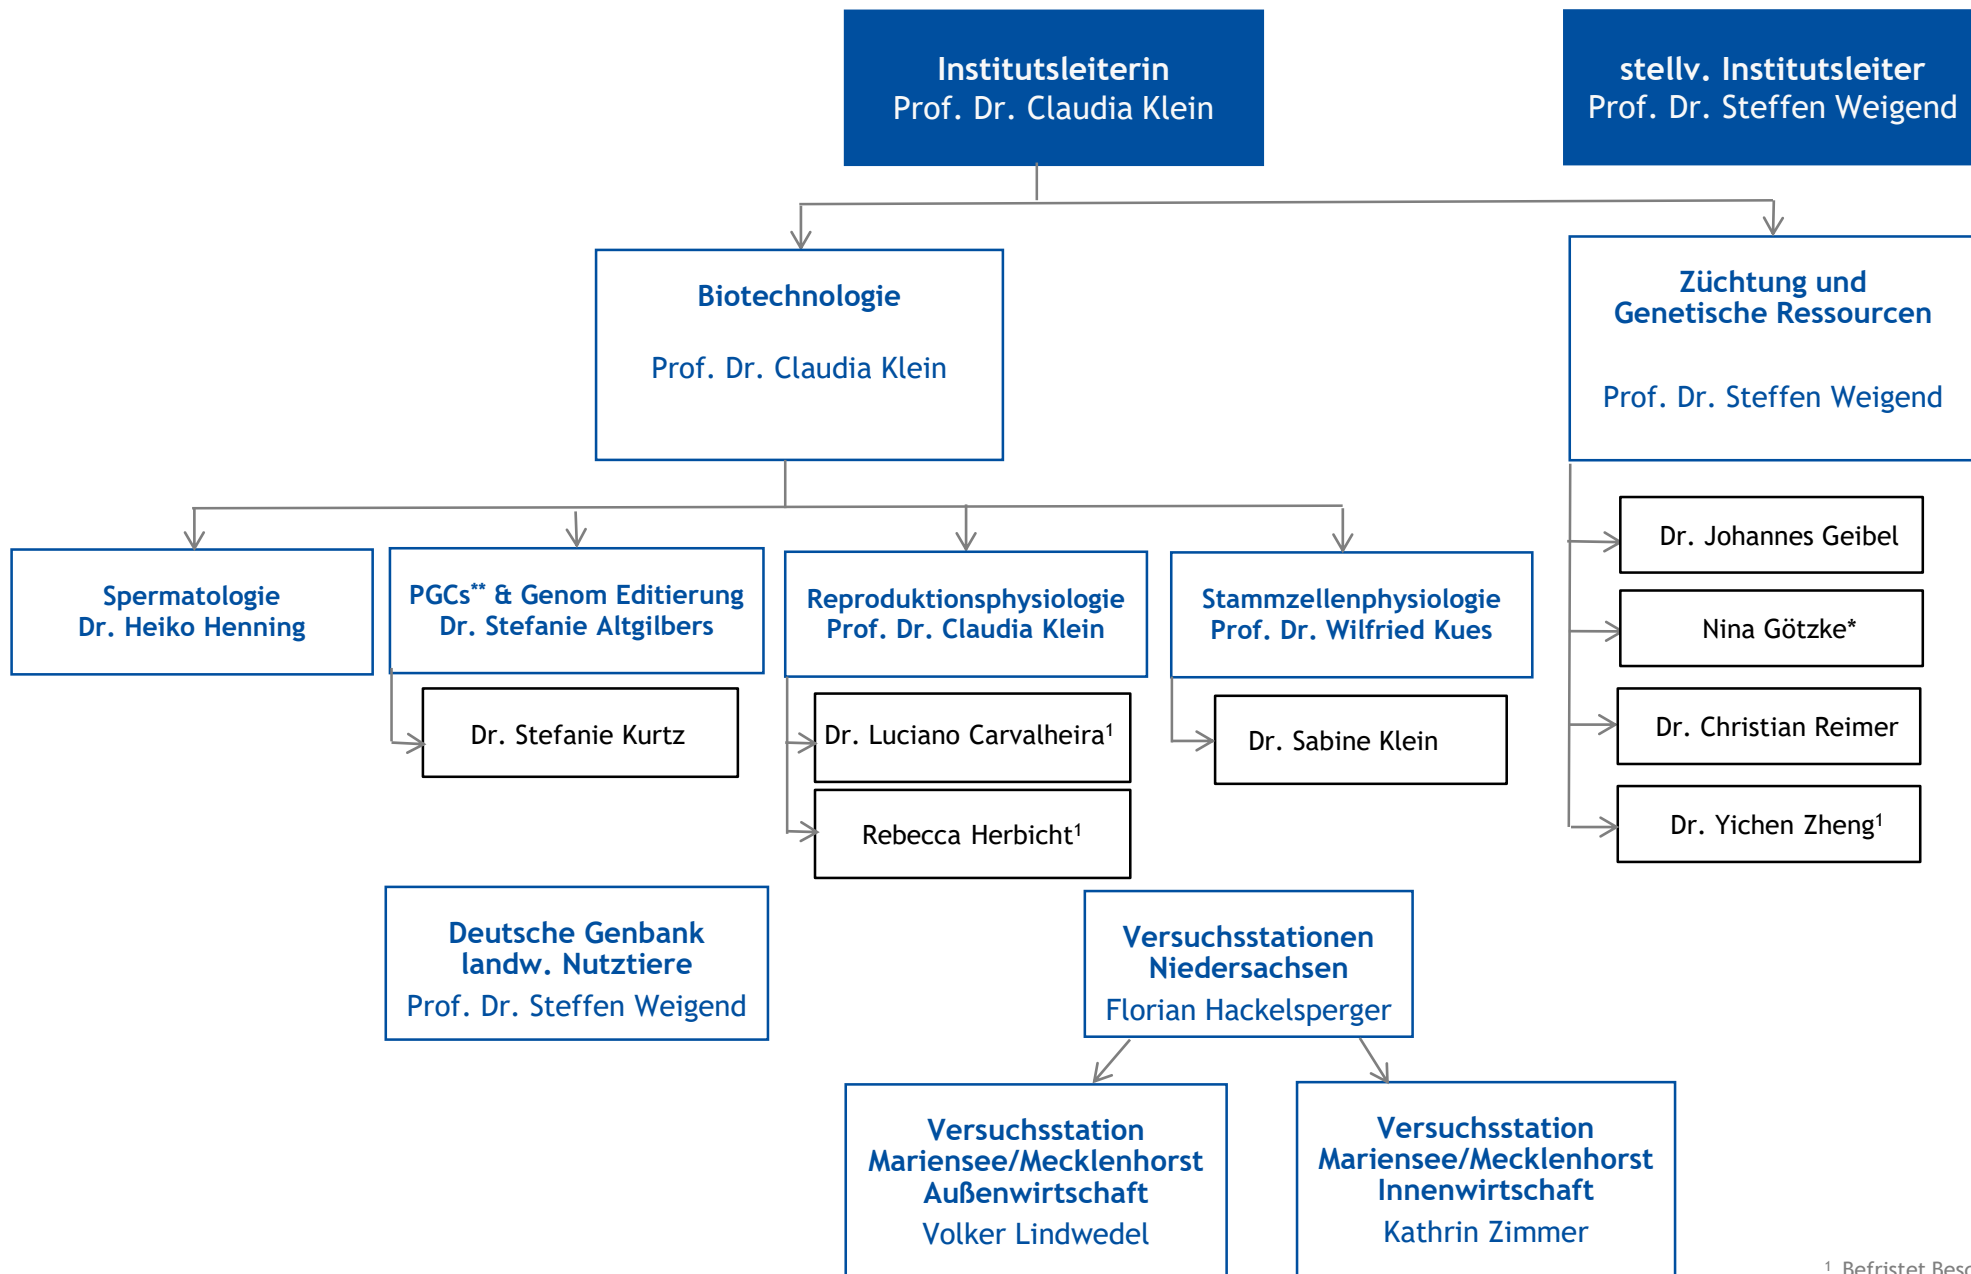 Institutsleiterin
Prof. Dr. Claudia Klein
stellv. Institutsleiter
Prof. Dr. Steffen Weigend
Biotechnologie
Prof. Dr. Claudia Klein
Züchtung und
Genetische Ressourcen
Prof. Dr. Steffen Weigend
Spermatologie
Dr. Heiko Henning
PGCs** & Genom Editierung
Dr. Stefanie Altgilbers
Reproduktionsphysiologie
Prof. Dr. Claudia Klein
Stammzellenphysiologie
Prof. Dr. Wilfried Kues
Dr. Johannes Geibel
Nina Götzke*
Dr. Christian Reimer
Dr. Yichen Zheng¹
Dr. Stefanie Kurtz
Dr. Luciano Carvalheira¹
Rebecca Herbicht¹
Dr. Sabine Klein
Deutsche Genbank
landw. Nutztiere
Prof. Dr. Steffen Weigend
Versuchsstationen
Niedersachsen
Florian Hackelsperger
Versuchsstation
Mariensee/Mecklenhorst
Außenwirtschaft
Volker Lindwedel
Versuchsstation
Mariensee/Mecklenhorst
Innenwirtschaft
Kathrin Zimmer
¹ Befristet